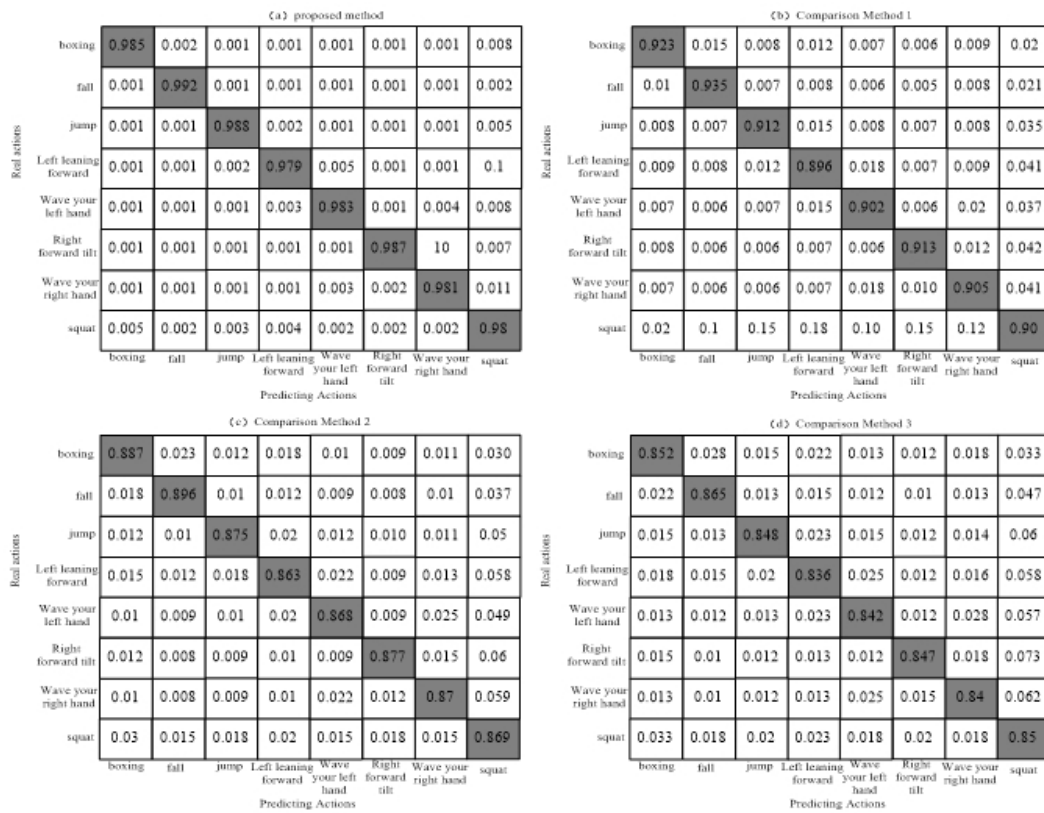 (a) proposed method
Real actions
boxing 0.985 0.002 0.001 0.001 0.001 0.001 0.001 0.008
fall 0.001 0.992 0.001 0.001 0.001 0.001 0.001 0.002
jump 0.001 0.001 0.988 0.002 0.001 0.001 0.001 0.005
Left leaning forward 0.001 0.001 0.002 0.979 0.005 0.001 0.001 0.1
Wave your left hand 0.001 0.001 0.001 0.003 0.983 0.001 0.004 0.008
Right forward tilt 0.001 0.001 0.001 0.001 0.001 0.987 10 0.007
Wave your right hand 0.001 0.001 0.001 0.001 0.003 0.002 0.981 0.011
squat 0.005 0.002 0.003 0.004 0.002 0.002 0.002 0.98
boxing fall jump Left leaning forward Wave your left hand Right forward tilt Wave your right hand squat
Predicting Actions
(b) Comparison Method 1
Real actions
boxing 0.923 0.015 0.008 0.012 0.007 0.006 0.009 0.02
fall 0.01 0.935 0.007 0.008 0.006 0.005 0.008 0.021
jump 0.008 0.007 0.912 0.015 0.008 0.007 0.008 0.035
Left leaning forward 0.009 0.008 0.012 0.896 0.018 0.007 0.009 0.041
Wave your left hand 0.007 0.006 0.007 0.015 0.902 0.006 0.02 0.037
Right forward tilt 0.008 0.006 0.006 0.007 0.006 0.913 0.012 0.042
Wave your right hand 0.007 0.006 0.006 0.007 0.018 0.010 0.905 0.041
squat 0.02 0.1 0.15 0.18 0.10 0.15 0.12 0.90
boxing fall jump Left leaning forward Wave your left hand Right forward tilt Wave your right hand squat
Predicting Actions
(c) Comparison Method 2
Real actions
boxing 0.887 0.023 0.012 0.018 0.01 0.009 0.011 0.030
fall 0.018 0.896 0.01 0.012 0.009 0.008 0.01 0.037
jump 0.012 0.01 0.875 0.02 0.012 0.010 0.011 0.05
Left leaning forward 0.015 0.012 0.018 0.863 0.022 0.009 0.013 0.058
Wave your left hand 0.01 0.009 0.01 0.02 0.868 0.009 0.025 0.049
Right forward tilt 0.012 0.008 0.009 0.01 0.009 0.877 0.015 0.06
Wave your right hand 0.01 0.008 0.009 0.01 0.022 0.012 0.87 0.059
squat 0.03 0.015 0.018 0.02 0.015 0.018 0.015 0.869
boxing fall jump Left leaning forward Wave your left hand Right forward tilt Wave your right hand squat
Predicting Actions
(d) Comparison Method 3
Real actions
boxing 0.852 0.028 0.015 0.022 0.013 0.012 0.018 0.033
fall 0.022 0.865 0.013 0.015 0.012 0.01 0.013 0.047
jump 0.015 0.013 0.848 0.023 0.015 0.012 0.014 0.06
Left leaning forward 0.018 0.015 0.02 0.836 0.025 0.012 0.016 0.058
Wave your left hand 0.013 0.012 0.013 0.023 0.842 0.012 0.028 0.057
Right forward tilt 0.015 0.01 0.012 0.013 0.012 0.847 0.018 0.073
Wave your right hand 0.013 0.01 0.012 0.013 0.025 0.015 0.84 0.062
squat 0.033 0.018 0.02 0.023 0.018 0.02 0.018 0.85
boxing fall jump Left leaning forward Wave your left hand Right forward tilt Wave your right hand squat
Predicting Actions